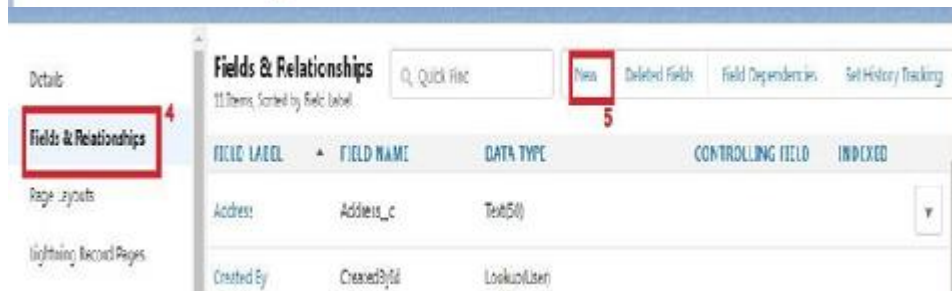 Details
Fields & Relationships
4
Page Layouts
Lightning Record Pages
Fields & Relationships
11 Items, Sorted by Field Label
Quick Find
New
Deleted Fields
Field Dependencies
Set History Tracking
5
FIELD LABEL FIELD NAME DATA TYPE CONTROLLING FIELD INDEXED
Address Address__c Text(50)
Created By CreatedById Lookup(User)